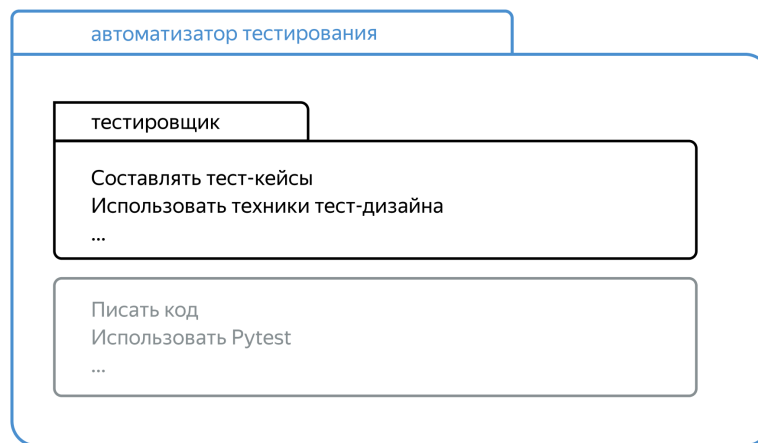 автоматизатор тестирования
тестировщик
Составлять тест-кейсы
Использовать техники тест-дизайна
...
Писать код
Использовать Pytest
...